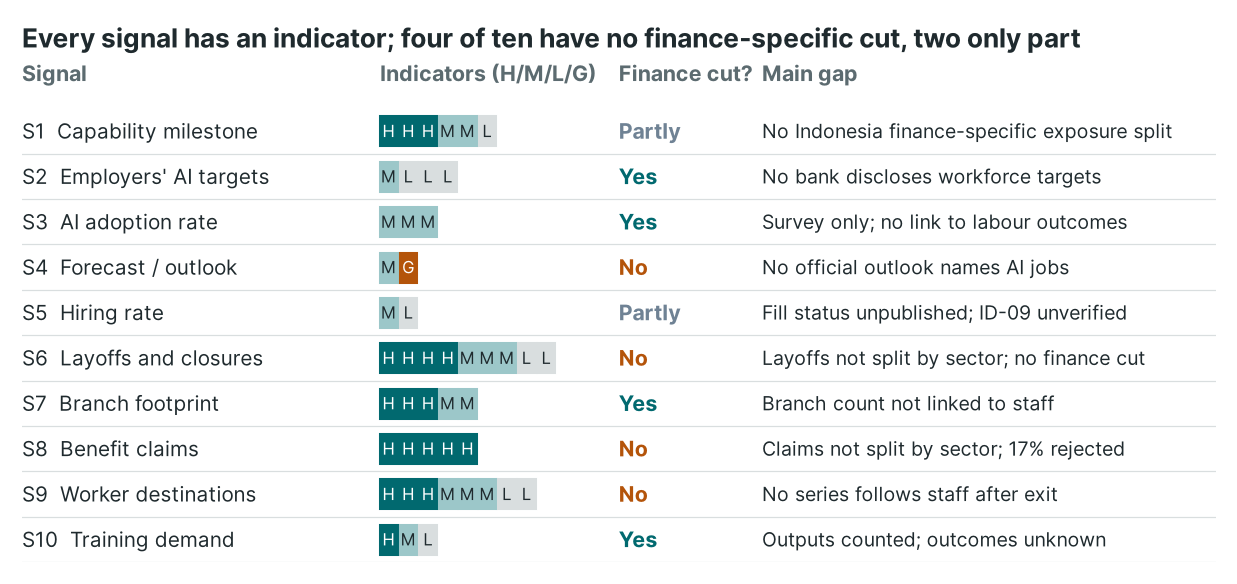 Every signal has an indicator; four of ten have no finance-specific cut, two only part
Signal Indicators (H/M/L/G) Finance cut? Main gap
S1 Capability milestone H H H M M L Partly No Indonesia finance-specific exposure split
S2 Employers' AI targets M L L L Yes No bank discloses workforce targets
S3 AI adoption rate M M M Yes Survey only; no link to labour outcomes
S4 Forecast / outlook M G No No official outlook names AI jobs
S5 Hiring rate M L Partly Fill status unpublished; ID-09 unverified
S6 Layoffs and closures H H H H M M M L L No Layoffs not split by sector; no finance cut
S7 Branch footprint H H H M M Yes Branch count not linked to staff
S8 Benefit claims H H H H H No Claims not split by sector; 17% rejected
S9 Worker destinations H H H M M M L L No No series follows staff after exit
S10 Training demand H M L Yes Outputs counted; outcomes unknown